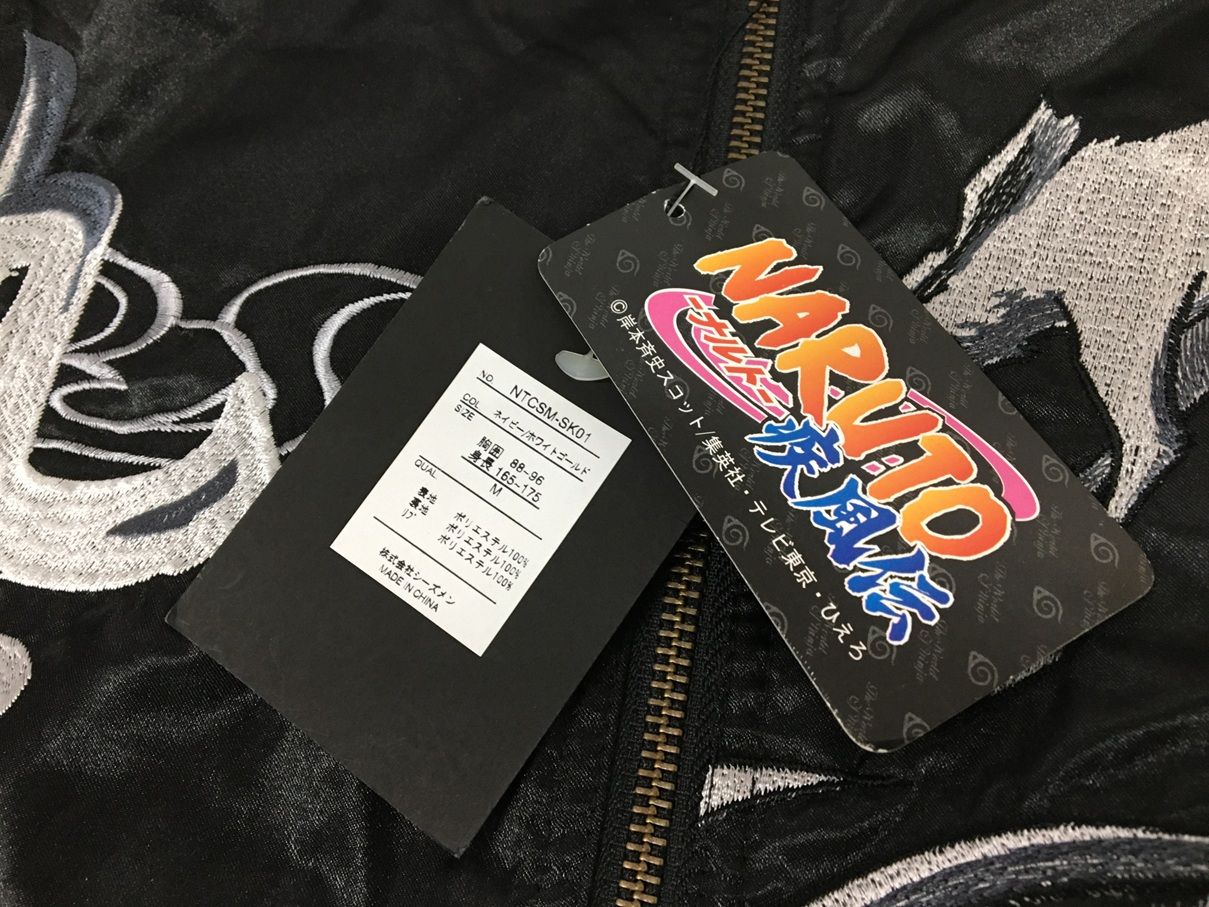 NO. NTCSM-SK01
COL ネイビー/ホワイトゴールド
SIZE
胸囲 88-96
身長 165-175
M
QUAL
表地 ポリエステル100%
裏地 ポリエステル100%
リブ ポリエステル100%
株式会社シーズメン
MADE IN CHINA
NARUTO
ーナルトー
疾風伝
©岸本斉史スコット/集英社・テレビ東京・ぴえろ